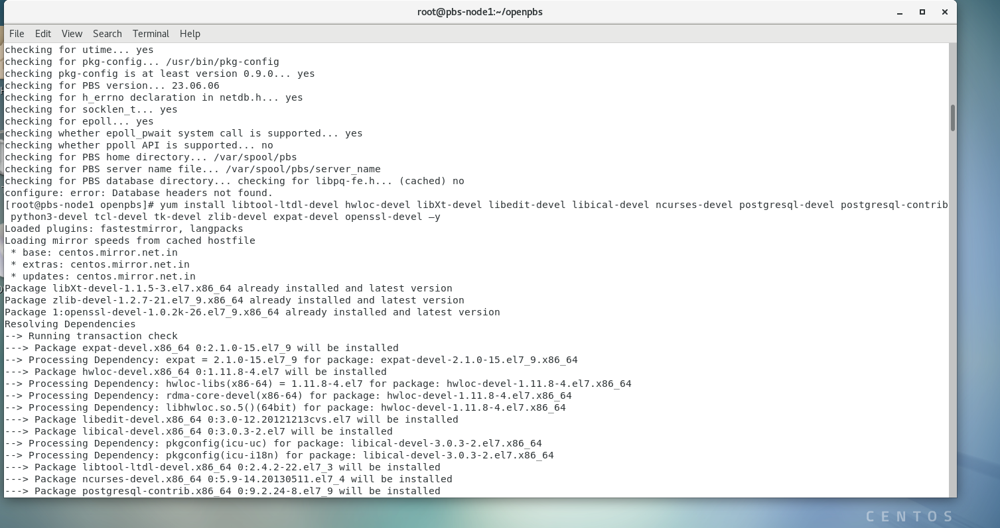 root@pbs-node1:~/openpbs
File Edit View Search Terminal Help
checking for utime... yes
checking for pkg-config... /usr/bin/pkg-config
checking pkg-config is at least version 0.9.0... yes
checking for PBS version... 23.06.06
checking for h_errno declaration in netdb.h... yes
checking for socklen_t... yes
checking for epoll... yes
checking whether epoll_pwait system call is supported... yes
checking whether ppoll API is supported... no
checking for PBS home directory... /var/spool/pbs
checking for PBS server name file... /var/spool/pbs/server_name
checking for PBS database directory... checking for libpq-fe.h... (cached) no
configure: error: Database headers not found.
[root@pbs-node1 openpbs]# yum install libtool-ltdl-devel hwloc-devel libXt-devel libedit-devel libical-devel ncurses-devel postgresql-devel postgresql-contrib
python3-devel tcl-devel tk-devel zlib-devel expat-devel openssl-devel –y
Loaded plugins: fastestmirror, langpacks
Loading mirror speeds from cached hostfile
* base: centos.mirror.net.in
* extras: centos.mirror.net.in
* updates: centos.mirror.net.in
Package libXt-devel-1.1.5-3.el7.x86_64 already installed and latest version
Package zlib-devel-1.2.7-21.el7_9.x86_64 already installed and latest version
Package 1:openssl-devel-1.0.2k-26.el7_9.x86_64 already installed and latest version
Resolving Dependencies
--> Running transaction check
---> Package expat-devel.x86_64 0:2.1.0-15.el7_9 will be installed
--> Processing Dependency: expat = 2.1.0-15.el7_9 for package: expat-devel-2.1.0-15.el7_9.x86_64
---> Package hwloc-devel.x86_64 0:1.11.8-4.el7 will be installed
--> Processing Dependency: hwloc-libs(x86-64) = 1.11.8-4.el7 for package: hwloc-devel-1.11.8-4.el7.x86_64
--> Processing Dependency: rdma-core-devel(x86-64) for package: hwloc-devel-1.11.8-4.el7.x86_64
--> Processing Dependency: libhwloc.so.5()(64bit) for package: hwloc-devel-1.11.8-4.el7.x86_64
---> Package libedit-devel.x86_64 0:3.0-12.20121213cvs.el7 will be installed
---> Package libical-devel.x86_64 0:3.0.3-2.el7 will be installed
--> Processing Dependency: pkgconfig(icu-uc) for package: libical-devel-3.0.3-2.el7.x86_64
--> Processing Dependency: pkgconfig(icu-i18n) for package: libical-devel-3.0.3-2.el7.x86_64
---> Package libtool-ltdl-devel.x86_64 0:2.4.2-22.el7_3 will be installed
---> Package ncurses-devel.x86_64 0:5.9-14.20130511.el7_4 will be installed
---> Package postgresql-contrib.x86_64 0:9.2.24-8.el7_9 will be installed
CENTOS